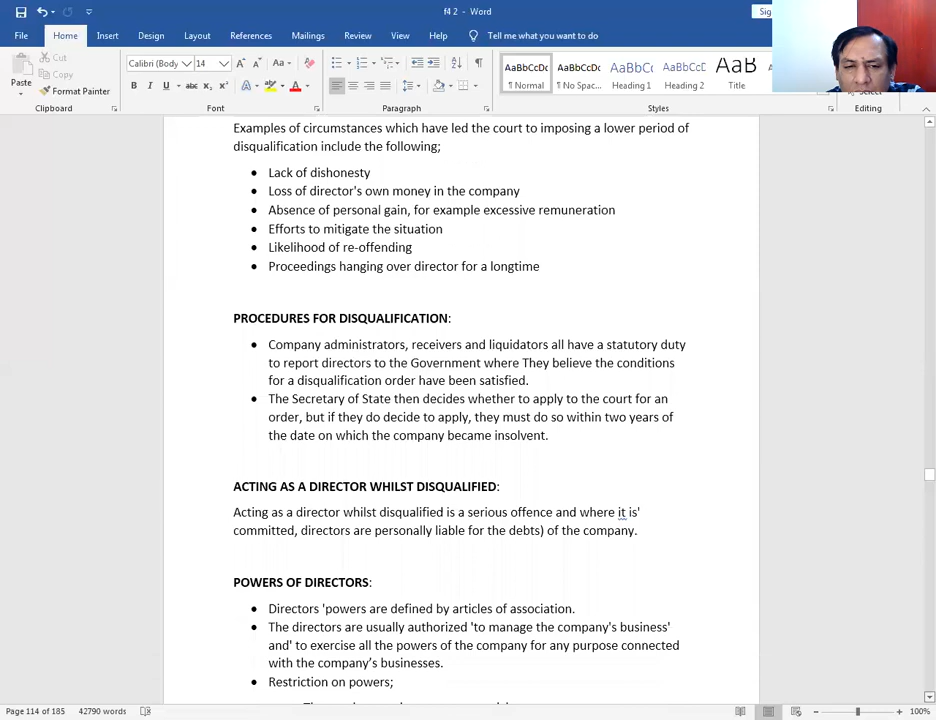 f4 2 - Word
Sig
File Home Insert Design Layout References Mailings Review View Help Tell me what you want to do
Paste
Cut
Copy
Format Painter
Calibri (Body 14
AaBbCcDc AaBbCcDc AaBbCc AaBbCcD AaB
¶ Normal ¶ No Spac... Heading 1 Heading 2 Title
Clipboard Font Paragraph Styles Editing
Examples of circumstances which have led the court to imposing a lower period of
disqualification include the following;
• Lack of dishonesty
• Loss of director's own money in the company
• Absence of personal gain, for example excessive remuneration
• Efforts to mitigate the situation
• Likelihood of re-offending
• Proceedings hanging over director for a longtime
PROCEDURES FOR DISQUALIFICATION:
• Company administrators, receivers and liquidators all have a statutory duty
to report directors to the Government where They believe the conditions
for a disqualification order have been satisfied.
• The Secretary of State then decides whether to apply to the court for an
order, but if they do decide to apply, they must do so within two years of
the date on which the company became insolvent.
ACTING AS A DIRECTOR WHILST DISQUALIFIED:
Acting as a director whilst disqualified is a serious offence and where it is'
committed, directors are personally liable for the debts) of the company.
POWERS OF DIRECTORS:
• Directors 'powers are defined by articles of association.
• The directors are usually authorized 'to manage the company's business'
and' to exercise all the powers of the company for any purpose connected
with the company’s businesses.
• Restriction on powers;
Page 114 of 185 42790 words 100%